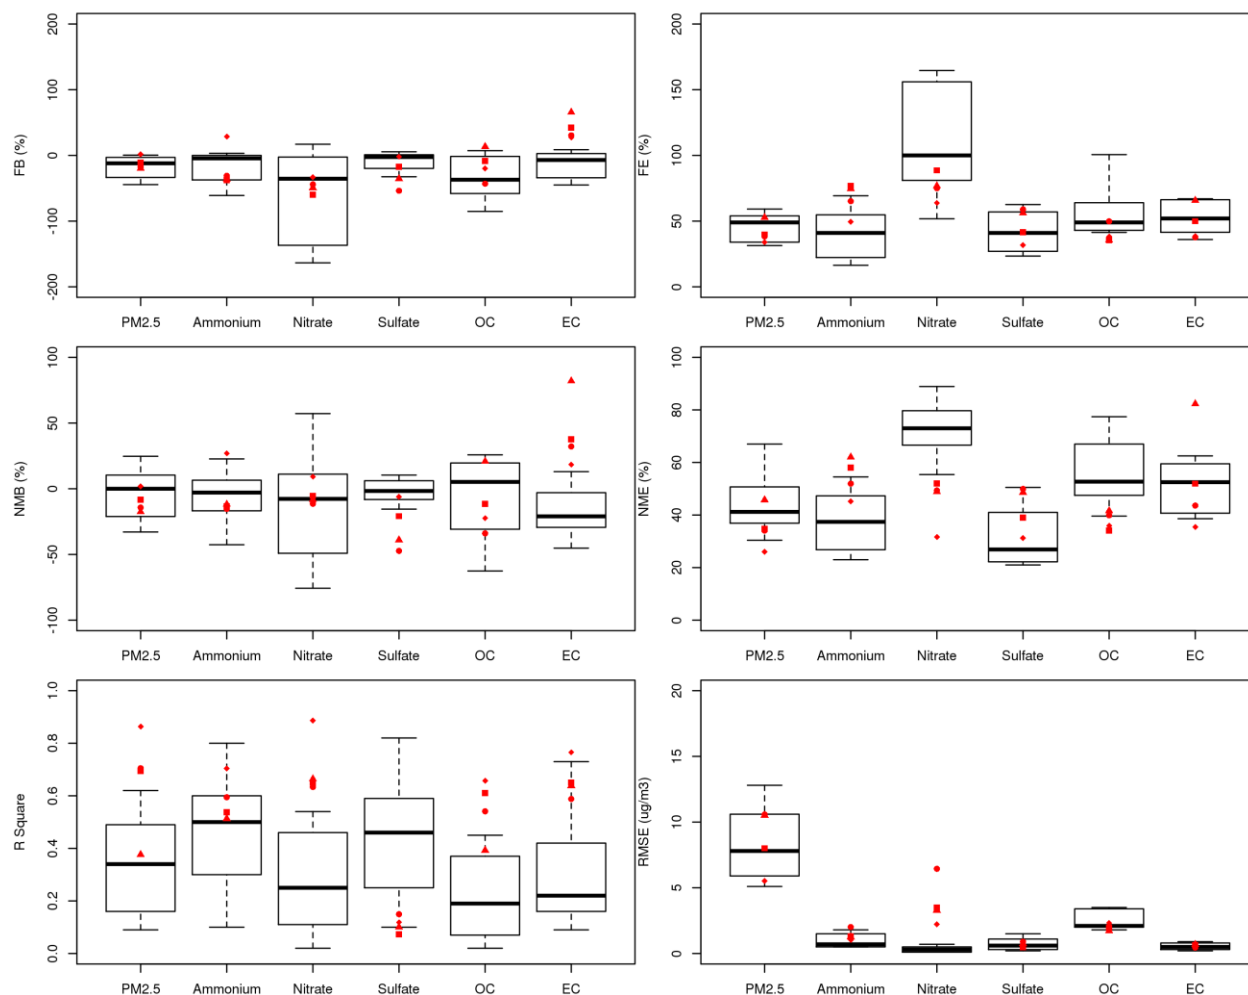 FB (%)
200
100
0
-100
-200
PM2.5 Ammonium Nitrate Sulfate OC EC
FE (%)
200
150
100
50
0
PM2.5 Ammonium Nitrate Sulfate OC EC
NMB (%)
100
50
0
-50
-100
PM2.5 Ammonium Nitrate Sulfate OC EC
NME (%)
100
80
60
40
20
0
PM2.5 Ammonium Nitrate Sulfate OC EC
R Square
1.0
0.8
0.6
0.4
0.2
0.0
PM2.5 Ammonium Nitrate Sulfate OC EC
RMSE (ug/m3)
20
15
10
5
0
PM2.5 Ammonium Nitrate Sulfate OC EC